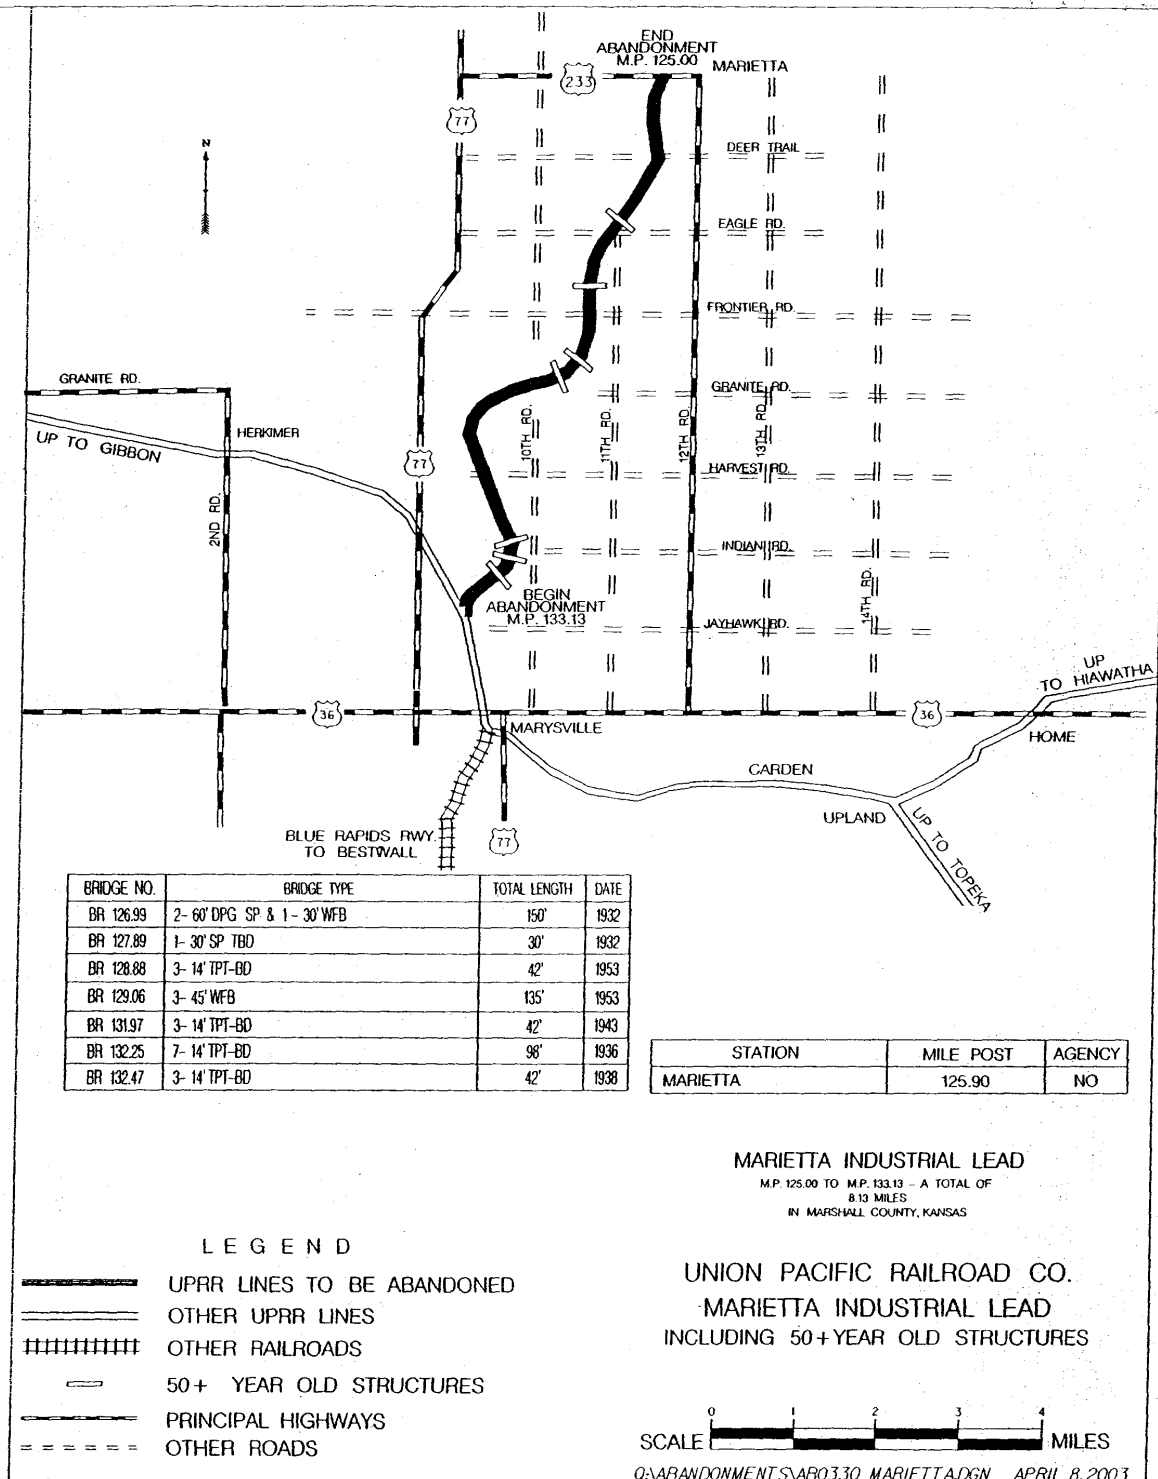 END
ABANDONMENT
M.P. 125.00
MARIETTA
233
77
N
DEER TRAIL
EAGLE RD.
FRONTIER RD.
GRANITE RD.
GRANITE RD.
HERKIMER
UP TO GIBBON
2ND RD.
77
10TH RD.
11TH RD.
12TH RD.
13TH RD.
HARVEST RD.
INDIAN RD.
14TH RD.
BEGIN
ABANDONMENT
M.P. 133.13
JAYHAWK RD.
UP
TO HIAWATHA
36
36
MARYSVILLE
HOME
CARDEN
UPLAND
UP TO TOPEKA
BLUE RAPIDS RWY.
TO BESTWALL
77
BRIDGE NO. BRIDGE TYPE TOTAL LENGTH DATE
BR 126.99 2- 60' DPG SP & 1- 30' WFB 150' 1932
BR 127.89 1- 30' SP TBD 30' 1932
BR 128.88 3- 14' TPT-BD 42' 1953
BR 129.06 3- 45' WFB 135' 1953
BR 131.97 3- 14' TPT-BD 42' 1943
BR 132.25 7- 14' TPT-BD 98' 1936
BR 132.47 3- 14' TPT-BD 42' 1938
STATION MILE POST AGENCY
MARIETTA 125.90 NO
MARIETTA INDUSTRIAL LEAD
M.P. 125.00 TO M.P. 133.13 - A TOTAL OF
8.13 MILES
IN MARSHALL COUNTY, KANSAS
LEGEND
UPRR LINES TO BE ABANDONED
OTHER UPRR LINES
OTHER RAILROADS
50+ YEAR OLD STRUCTURES
PRINCIPAL HIGHWAYS
OTHER ROADS
UNION PACIFIC RAILROAD CO.
MARIETTA INDUSTRIAL LEAD
INCLUDING 50+ YEAR OLD STRUCTURES
0 1 2 3 4
SCALE MILES
G:\ABANDONMENTS\AB0330 MARIETTA.DGN APRIL 8, 2003